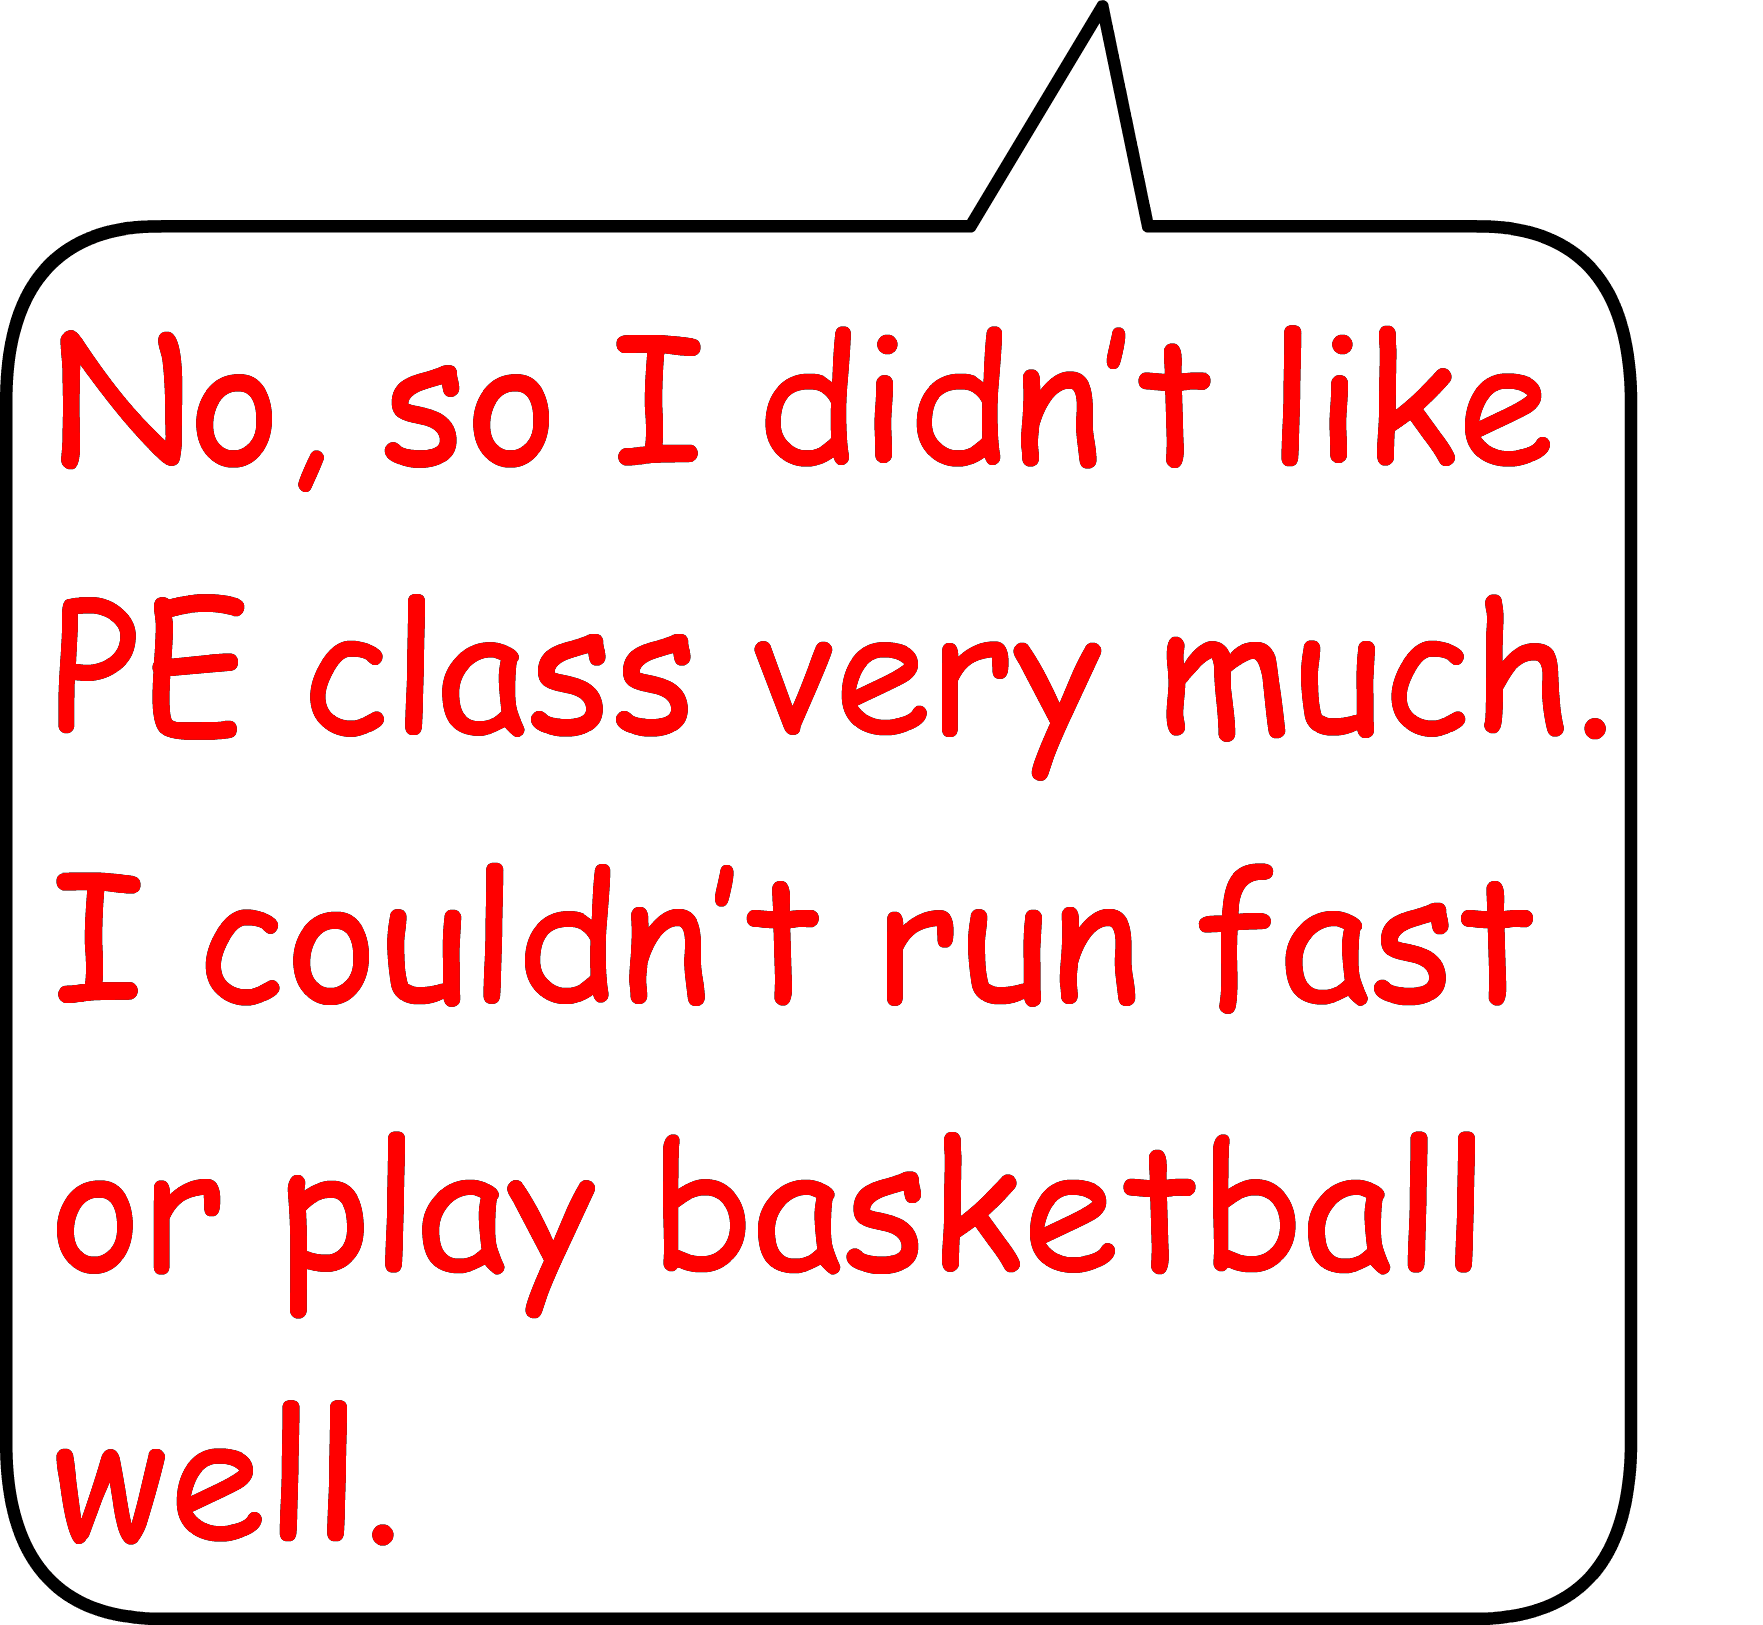 No, so I didn't like
PE class very much.
I couldn't run fast
or play basketball
well.